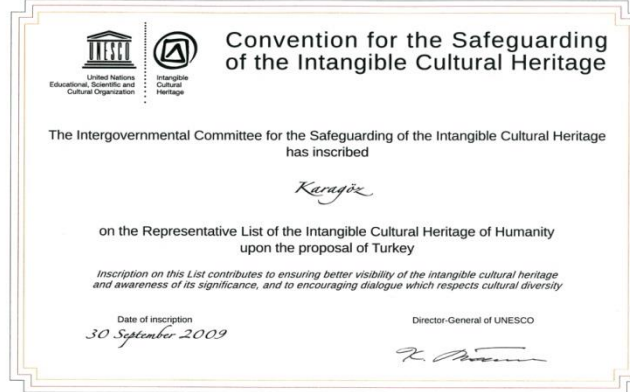 Convention for the Safeguarding
of the Intangible Cultural Heritage
UNESCO
United Nations
Educational, Scientific and
Cultural Organization
Intangible
Cultural
Heritage
The Intergovernmental Committee for the Safeguarding of the Intangible Cultural Heritage
has inscribed
Karagöz
on the Representative List of the Intangible Cultural Heritage of Humanity
upon the proposal of Turkey
Inscription on this List contributes to ensuring better visibility of the intangible cultural heritage
and awareness of its significance, and to encouraging dialogue which respects cultural diversity
Date of inscription
30 September 2009
Director-General of UNESCO